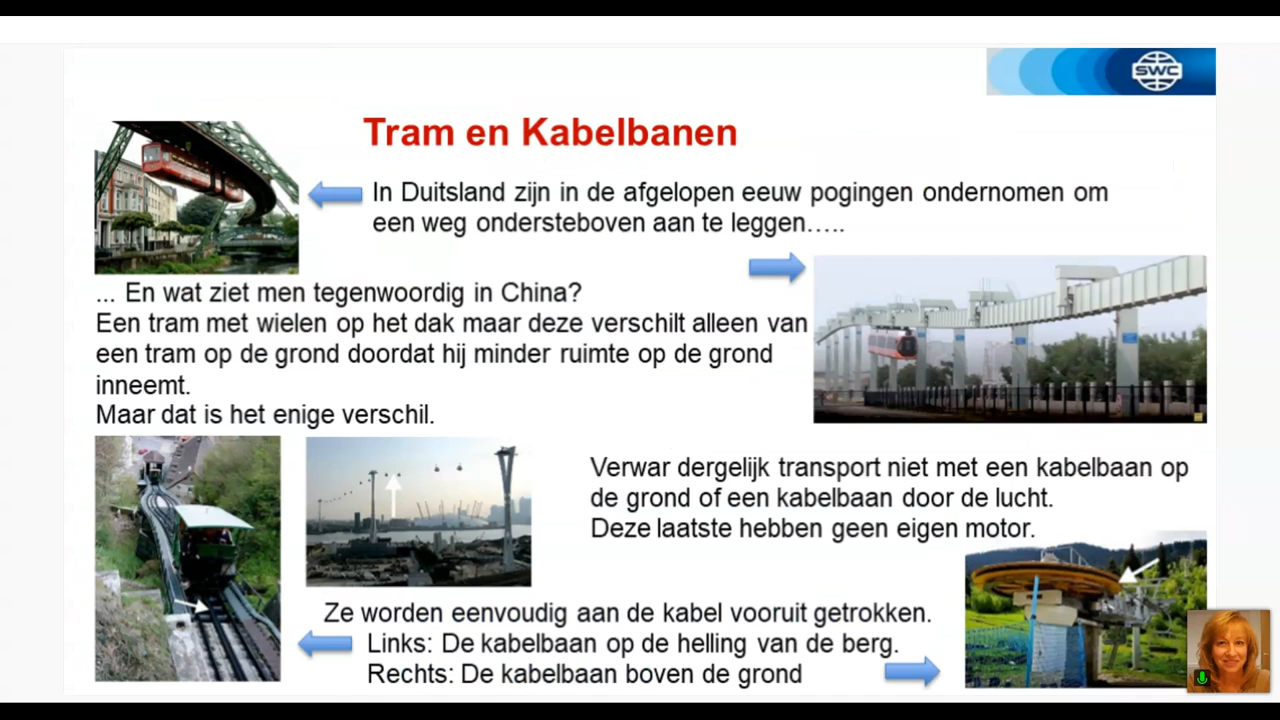 SWC
Tram en Kabelbanen
In Duitsland zijn in de afgelopen eeuw pogingen ondernomen om
een weg ondersteboven aan te leggen.....
... En wat ziet men tegenwoordig in China?
Een tram met wielen op het dak maar deze verschilt alleen van
een tram op de grond doordat hij minder ruimte op de grond
inneemt.
Maar dat is het enige verschil.
Verwar dergelijk transport niet met een kabelbaan op
de grond of een kabelbaan door de lucht.
Deze laatste hebben geen eigen motor.
Ze worden eenvoudig aan de kabel vooruit getrokken.
Links: De kabelbaan op de helling van de berg.
Rechts: De kabelbaan boven de grond